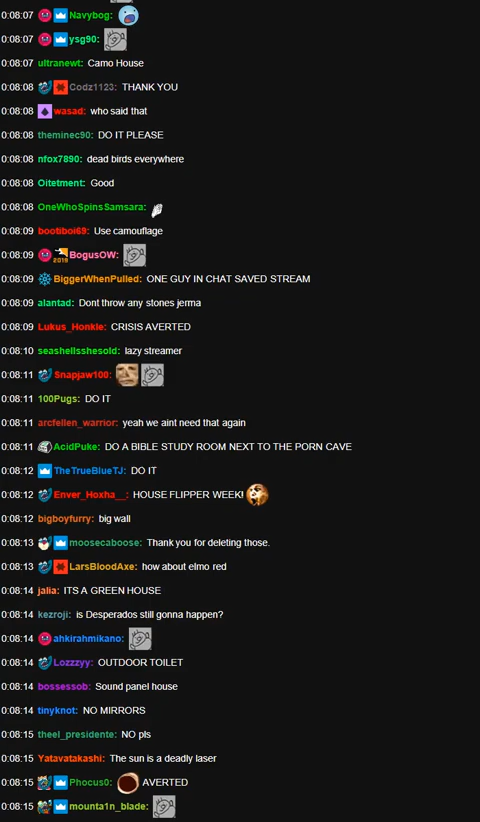 0:08:07 Navybog:
0:08:07 ysg90:
0:08:07 ultranewt: Camo House
0:08:08 Codz1123: THANK YOU
0:08:08 wasad: who said that
0:08:08 theminec90: DO IT PLEASE
0:08:08 nfox7890: dead birds everywhere
0:08:08 Oitetment: Good
0:08:08 OneWhoSpinsSamsara:
0:08:09 bootiboi69: Use camouflage
0:08:09 2019 BogusOW:
0:08:09 BiggerWhenPulled: ONE GUY IN CHAT SAVED STREAM
0:08:09 alantad: Dont throw any stones jerma
0:08:09 Lukus_Honkle: CRISIS AVERTED
0:08:10 seashellsshesold: lazy streamer
0:08:11 Snapjaw100:
0:08:11 100Pugs: DO IT
0:08:11 arcfellen_warrior: yeah we aint need that again
0:08:11 AcidPuke: DO A BIBLE STUDY ROOM NEXT TO THE PORN CAVE
0:08:12 TheTrueBlueTJ: DO IT
0:08:12 Enver_Hoxha__: HOUSE FLIPPER WEEK!
0:08:12 bigboyfurry: big wall
0:08:13 moosecaboose: Thank you for deleting those.
0:08:13 LarsBloodAxe: how about elmo red
0:08:14 jalia: ITS A GREEN HOUSE
0:08:14 kezroji: is Desperados still gonna happen?
0:08:14 ahkirahmikano:
0:08:14 Lozzzyy: OUTDOOR TOILET
0:08:14 bossessob: Sound panel house
0:08:14 tinyknot: NO MIRRORS
0:08:15 theel_presidente: NO pls
0:08:15 Yatavatakashi: The sun is a deadly laser
0:08:15 Phocus0: AVERTED
0:08:15 mounta1n_blade: